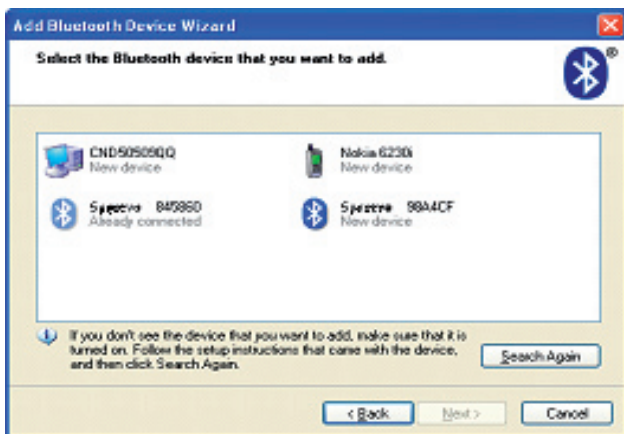 Add Bluetooth Device Wizard
Select the Bluetooth device that you want to add.
®
CND50509QQ
New device
Nokia 6230i
New device
845860
Already connected
98A4CF
New device
If you don't see the device that you want to add, make sure that it is
turned on. Follow the setup instructions that came with the device,
and then click Search Again.
Search Again
< Back
Next >
Cancel